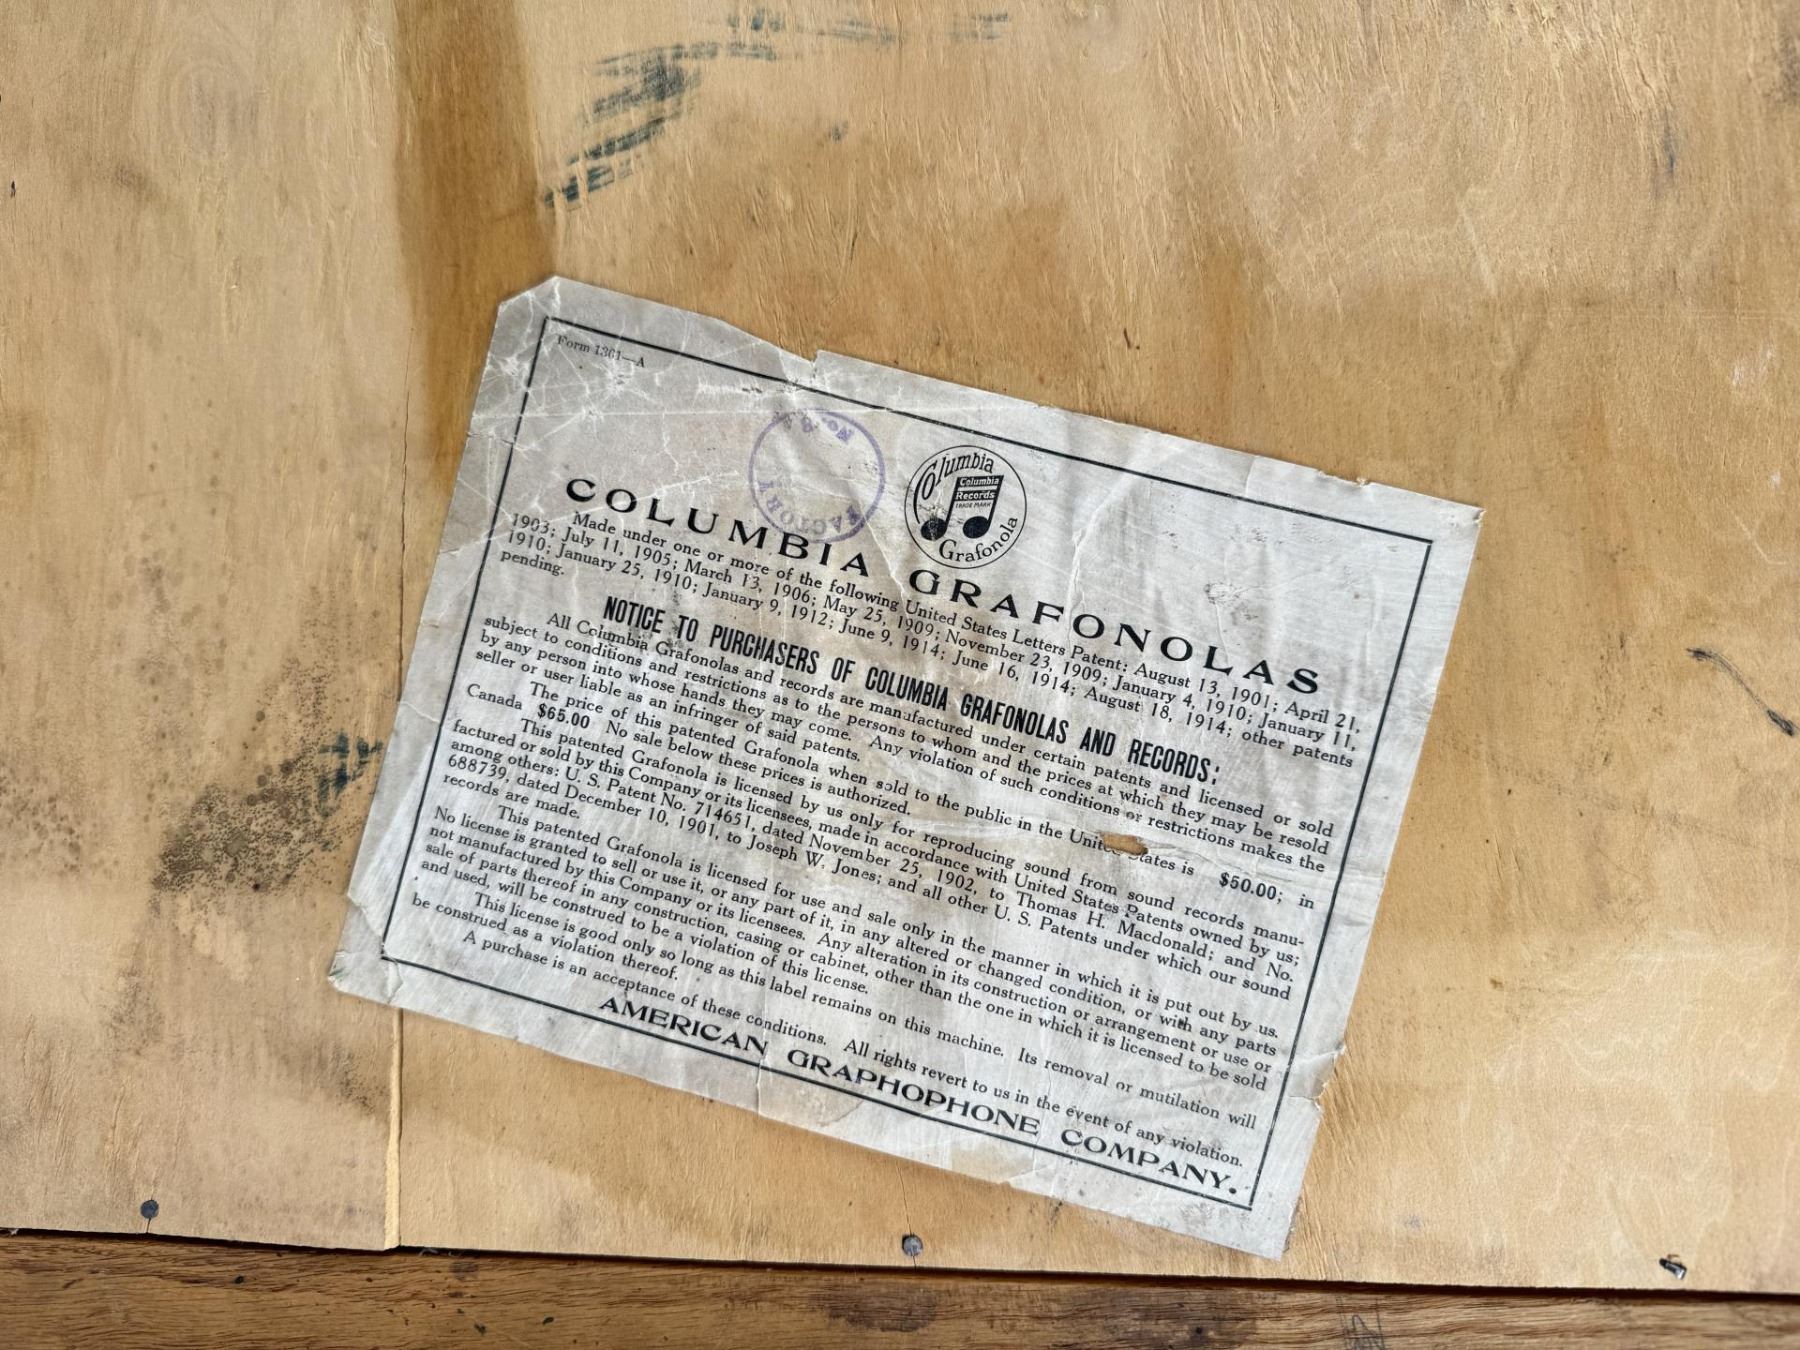 Form 1361—A
FACTORY
No.
Columbia
Columbia
Records
TRADE MARK
Grafonola
COLUMBIA GRAFONOLAS
Made under one or more of the following United States Letters Patent: August 13, 1901; April 21,
1903; July 11, 1905; March 13, 1906; May 25, 1909; November 23, 1909; January 4, 1910; January 11,
1910; January 25, 1910; January 9, 1912; June 9, 1914; June 16, 1914; August 18, 1914; other patents
pending.
NOTICE TO PURCHASERS OF COLUMBIA GRAFONOLAS AND RECORDS:
All Columbia Grafonolas and records are manufactured under certain patents and licensed or sold
subject to conditions and restrictions as to the persons to whom and the prices at which they may be resold
by any person into whose hands they may come. Any violation of such conditions or restrictions makes the
seller or user liable as an infringer of said patents.
The price of this patented Grafonola when sold to the public in the United States is $50.00; in
Canada $65.00 No sale below these prices is authorized.
This patented Grafonola is licensed by us only for reproducing sound from sound records manu-
factured or sold by this Company or its licensees, made in accordance with United States Patents owned by us;
among others: U. S. Patent No. 714651, dated November 25, 1902, to Thomas H. Macdonald; and No.
688739, dated December 10, 1901, to Joseph W. Jones; and all other U. S. Patents under which our sound
records are made.
This patented Grafonola is licensed for use and sale only in the manner in which it is put out by us.
No license is granted to sell or use it, or any part of it, in any altered or changed condition, or with any parts
not manufactured by this Company or its licensees. Any alteration in its construction or arrangement or use or
sale of parts thereof in any construction, casing or cabinet, other than the one in which it is licensed to be sold
and used, will be construed to be a violation of this license.
This license is good only so long as this label remains on this machine. Its removal or mutilation will
be construed as a violation thereof.
A purchase is an acceptance of these conditions. All rights revert to us in the event of any violation.
AMERICAN GRAPHOPHONE COMPANY.